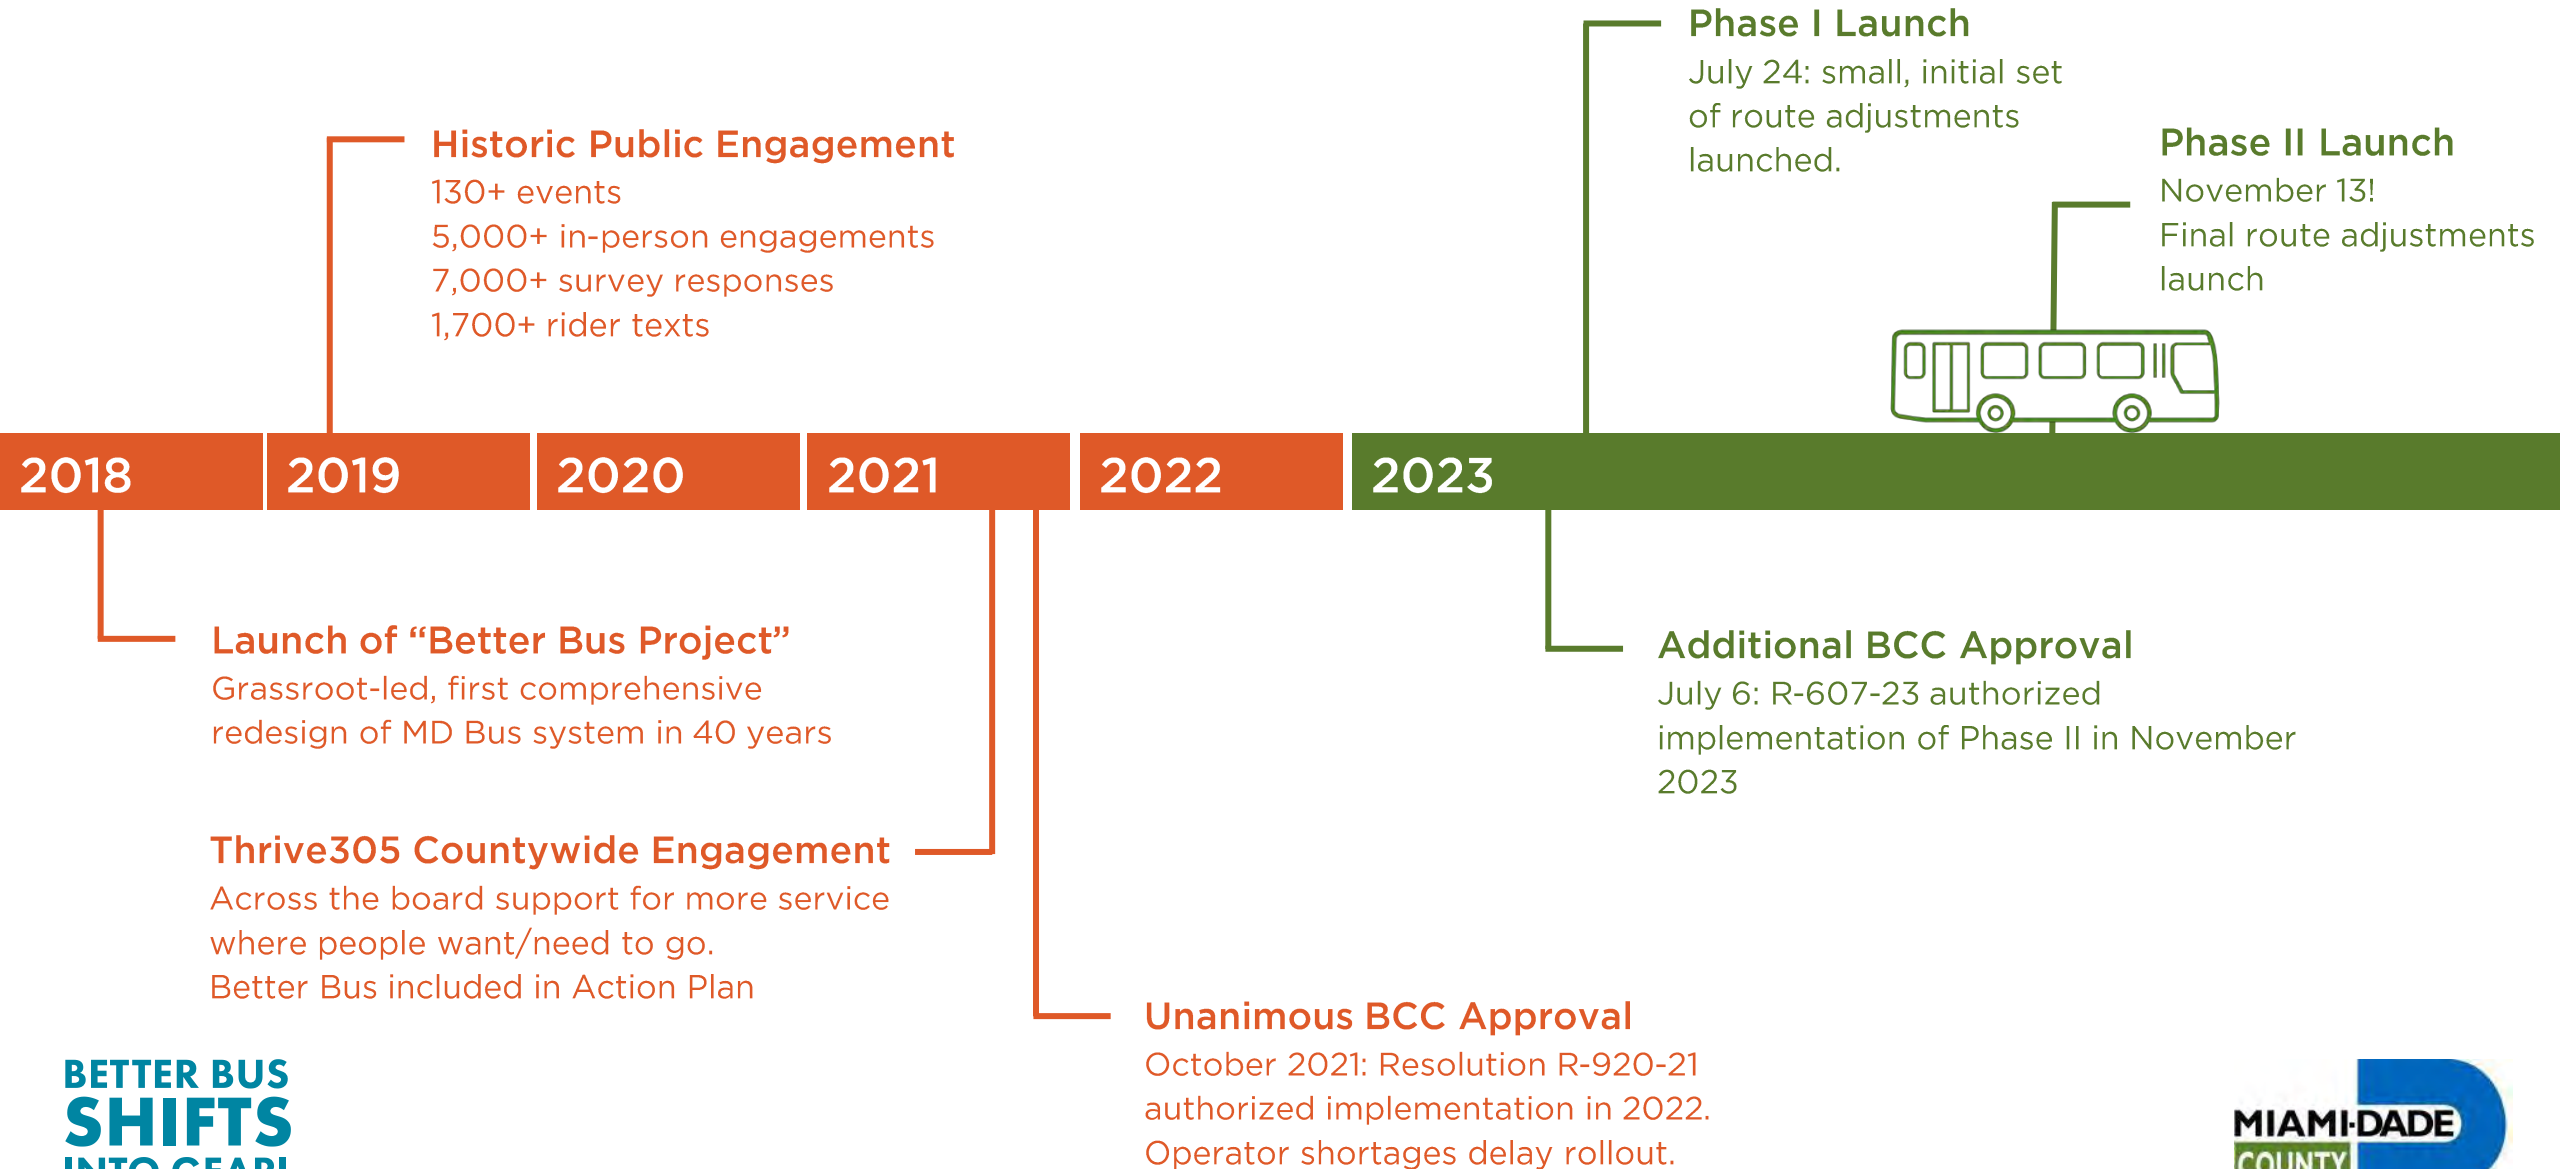 Phase I Launch
July 24: small, initial set
of route adjustments
launched.
Historic Public Engagement
130+ events
5,000+ in-person engagements
7,000+ survey responses
1,700+ rider texts
Phase II Launch
November 13!
Final route adjustments
launch
2018
2019
2020
2021
2022
2023
Launch of “Better Bus Project”
Grassroot-led, first comprehensive
redesign of MD Bus system in 40 years
Additional BCC Approval
July 6: R-607-23 authorized
implementation of Phase II in November
2023
Thrive305 Countywide Engagement
Across the board support for more service
where people want/need to go.
Better Bus included in Action Plan
Unanimous BCC Approval
October 2021: Resolution R-920-21
authorized implementation in 2022.
Operator shortages delay rollout.
BETTER BUS
SHIFTS
INTO GEAR!
MIAMI-DADE
COUNTY